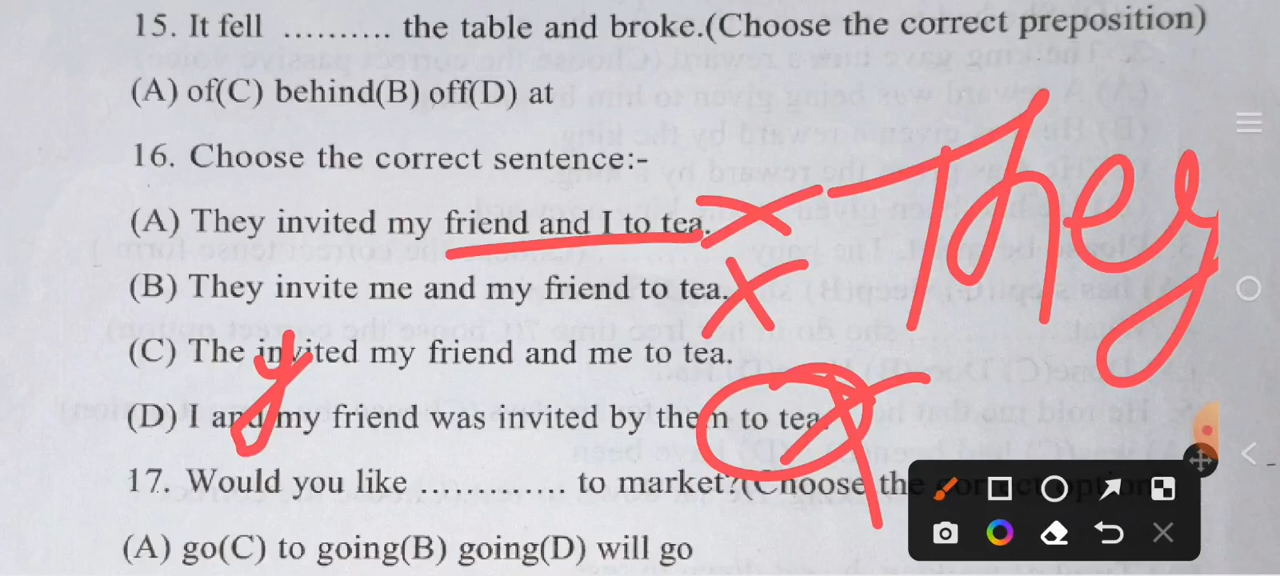 15. It fell .......... the table and broke.(Choose the correct preposition)
(A) of(C) behind(B) off(D) at
16. Choose the correct sentence:-
(A) They invited my friend and I to tea.
They
(B) They invite me and my friend to tea.
(C) The invited my friend and me to tea.
y
(D) I and my friend was invited by them to tea
17. Would you like ............. to market?(Choose the correct option)
(A) go(C) to going(B) going(D) will go